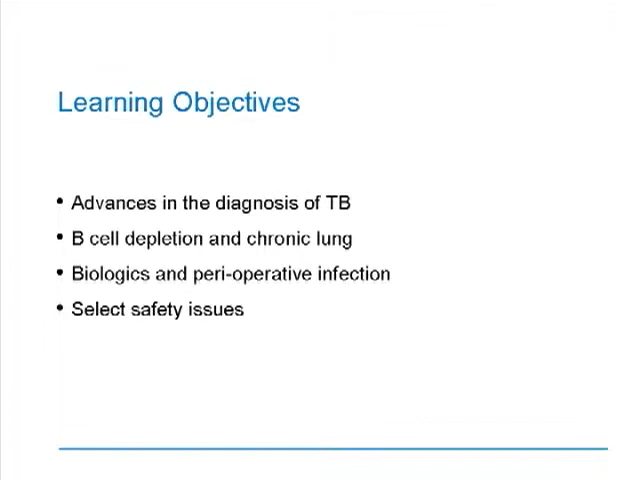 Learning Objectives
• Advances in the diagnosis of TB
• B cell depletion and chronic lung
• Biologics and peri-operative infection
• Select safety issues